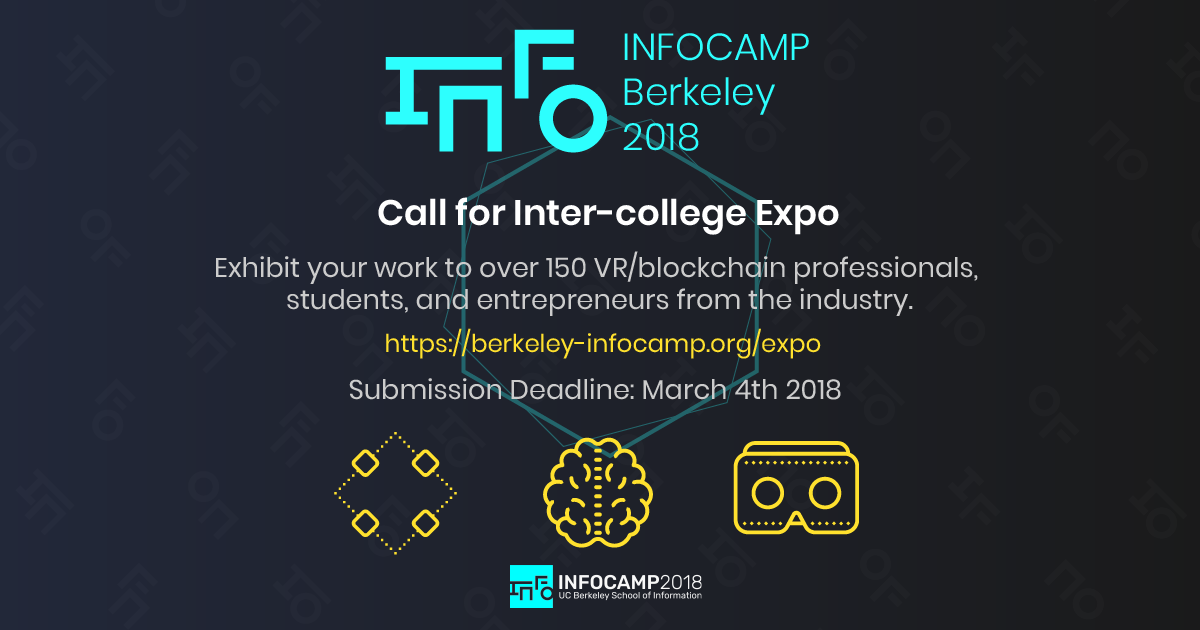 INFO
INFOCAMP
Berkeley
2018
Call for Inter-college Expo
Exhibit your work to over 150 VR/blockchain professionals,
students, and entrepreneurs from the industry.
https://berkeley-infocamp.org/expo
Submission Deadline: March 4th 2018
INFO
INFOCAMP2018
UC Berkeley School of Information